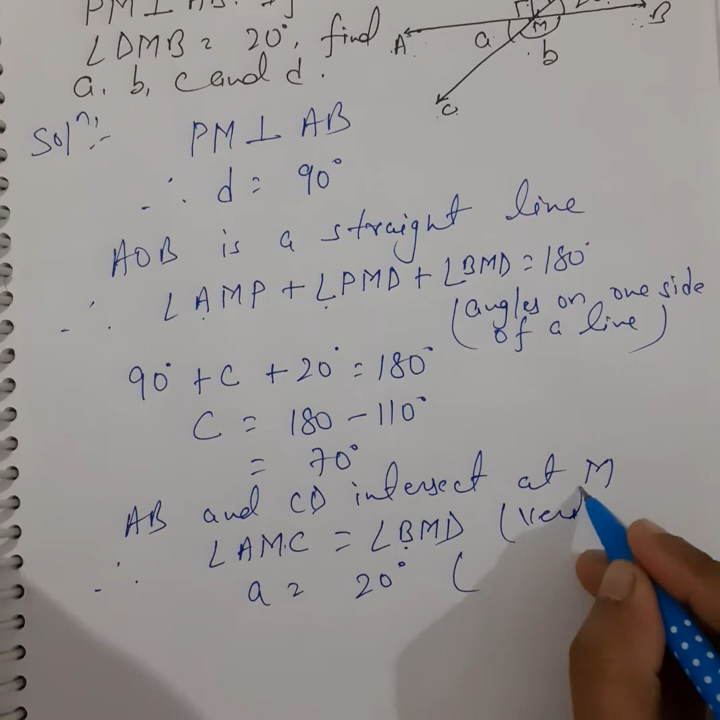 PM ⊥ AB.
∠DMB = 20°, find
a, b, c and d.
A
a
M
B
b
C
Solⁿ:-
PM ⊥ AB
∴ d = 90°
AOB is a straight line
∴ ∠AMP + ∠PMD + ∠BMD = 180°
(angles on one side
of a line)
90° + C + 20° = 180°
C = 180 - 110°
= 70°
AB and CD intersect at M
∴ ∠AMC = ∠BMD (Ver
a = 20° (